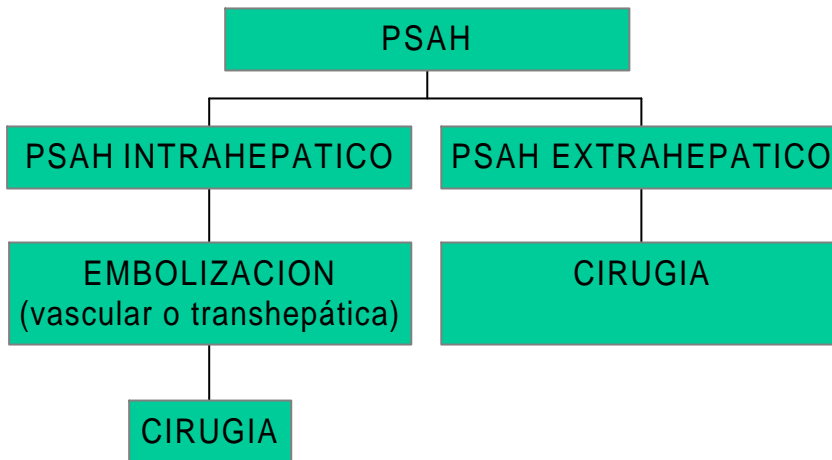 PSAH
PSAH INTRAHEPATICO
PSAH EXTRAHEPATICO
EMBOLIZACION
(vascular o transhepática)
CIRUGIA
CIRUGIA